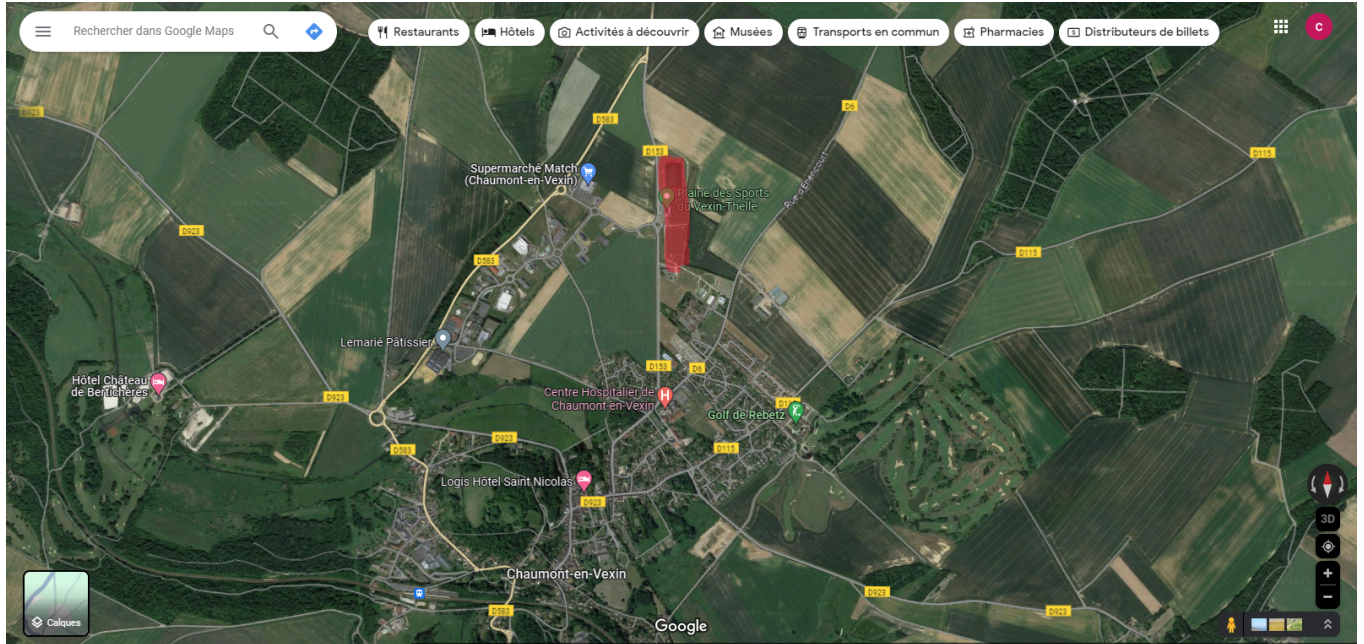 Rechercher dans Google Maps
Restaurants
Hôtels
Activités à découvrir
Musées
Transports en commun
Pharmacies
Distributeurs de billets
C
D923
D583
D6
D153
D115
Supermarché Match
(Chaumont-en-Vexin)
Plaine des Sports
du Vexin-Thelle
Rue d'Enencourt
D923
D115
D583
Lemarié Pâtissier
D153
D6
Hôtel Château
de Bertichères
Centre Hospitalier de
Chaumont-en-Vexin
H
D923
Golf de Rebetz
D923
D583
D115
Logis Hôtel Saint Nicolas
D923
3D
Chaumont-en-Vexin
D923
D583
D923
Calques
Google